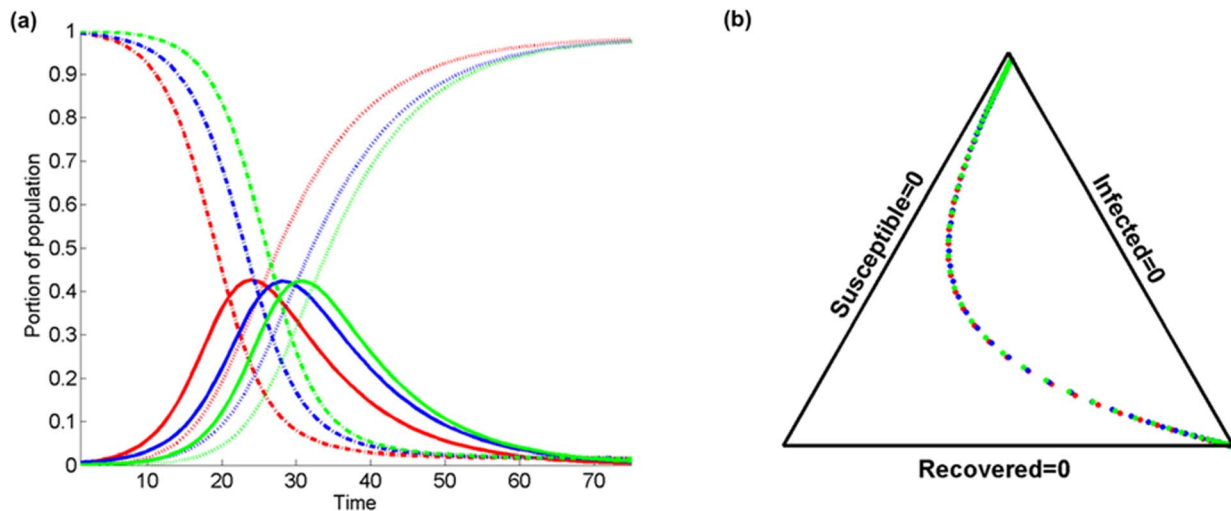 (a)
1
0.9
0.8
0.7
0.6
0.5
0.4
0.3
0.2
0.1
0
Portion of population
10 20 30 40 50 60 70
Time
(b)
Susceptible=0
Infected=0
Recovered=0